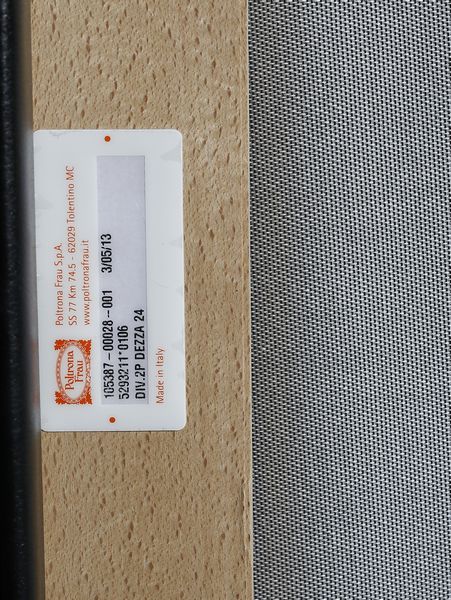 Poltrona
Frau
Poltrona Frau S.p.A.
SS 77 Km 74.5 - 62029 Tolentino MC
www.poltronafrau.it
105387-00028-001 3/05/13
5293211*0106
DIV.2P DEZZA 24
Made in Italy